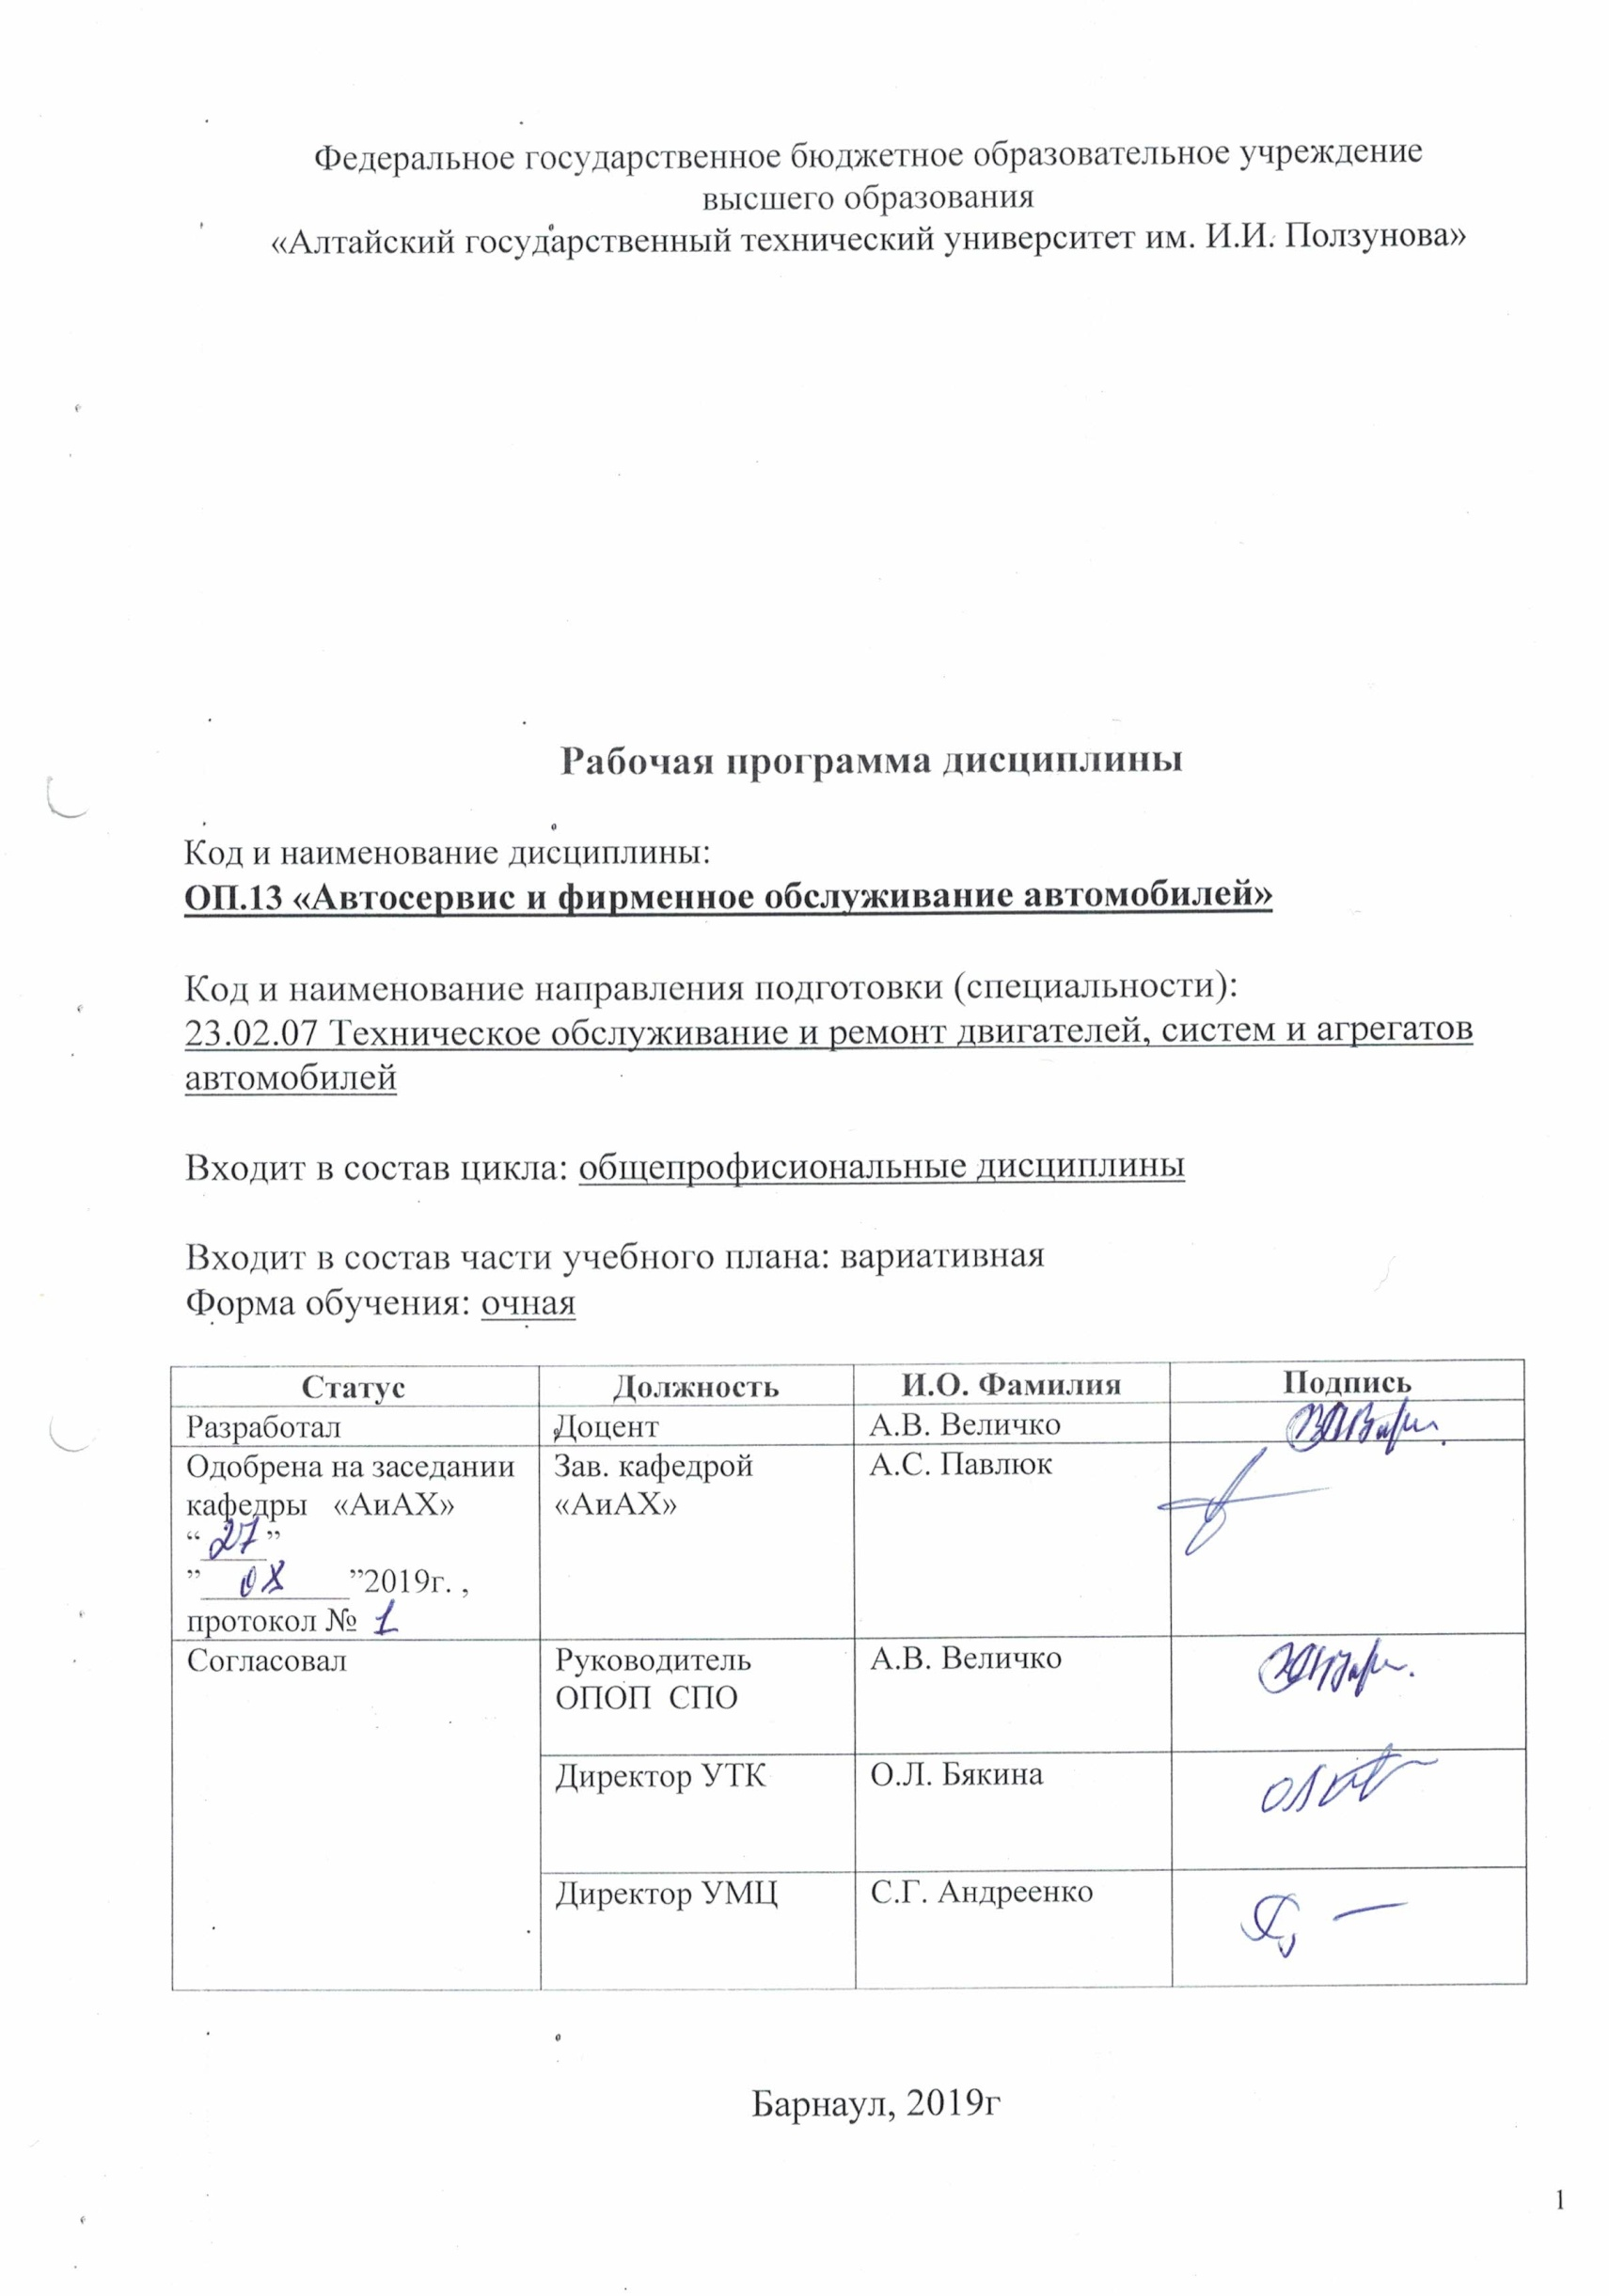 Федеральное государственное бюджетное образовательное учреждение
высшего образования
«Алтайский государственный технический университет им. И.И. Ползунова»
Рабочая программа дисциплины
Код и наименование дисциплины:
ОП.13 «Автосервис и фирменное обслуживание автомобилей»
Код и наименование направления подготовки (специальности):
23.02.07 Техническое обслуживание и ремонт двигателей, систем и агрегатов
автомобилей
Входит в состав цикла: общепрофисиональные дисциплины
Входит в состав части учебного плана: вариативная
Форма обучения: очная
Статус Должность И.О. Фамилия Подпись
Разработал Доцент А.В. Величко
Одобрена на заседании Зав. кафедрой А.С. Павлюк
кафедры «АиАХ» «АиАХ»
“ 27 ”
” 08 ”2019г. ,
протокол № 1
Согласовал Руководитель А.В. Величко
ОПОП СПО
Директор УТК О.Л. Бякина
Директор УМЦ С.Г. Андреенко
Барнаул, 2019г
1